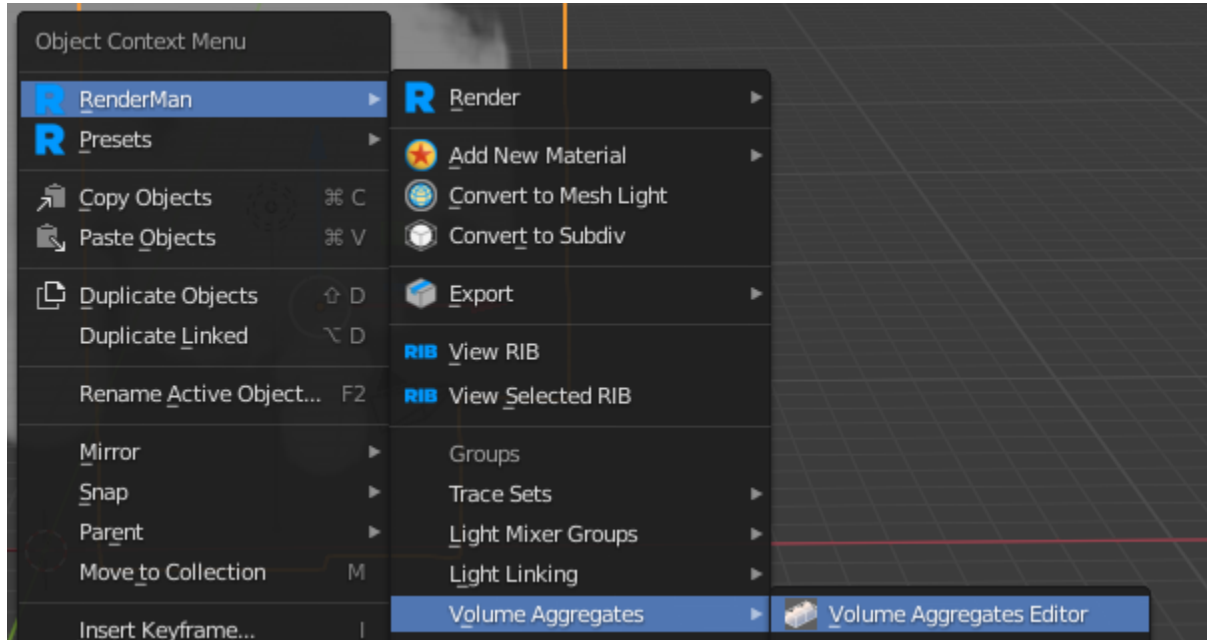 Object Context Menu
RenderMan
Presets
Copy Objects ⌘ C
Paste Objects ⌘ V
Duplicate Objects ⇧ D
Duplicate Linked ⌥ D
Rename Active Object... F2
Mirror
Snap
Parent
Move to Collection M
Insert Keyframe... I
Render
Add New Material
Convert to Mesh Light
Convert to Subdiv
Export
RIB View RIB
RIB View Selected RIB
Groups
Trace Sets
Light Mixer Groups
Light Linking
Volume Aggregates
Volume Aggregates Editor